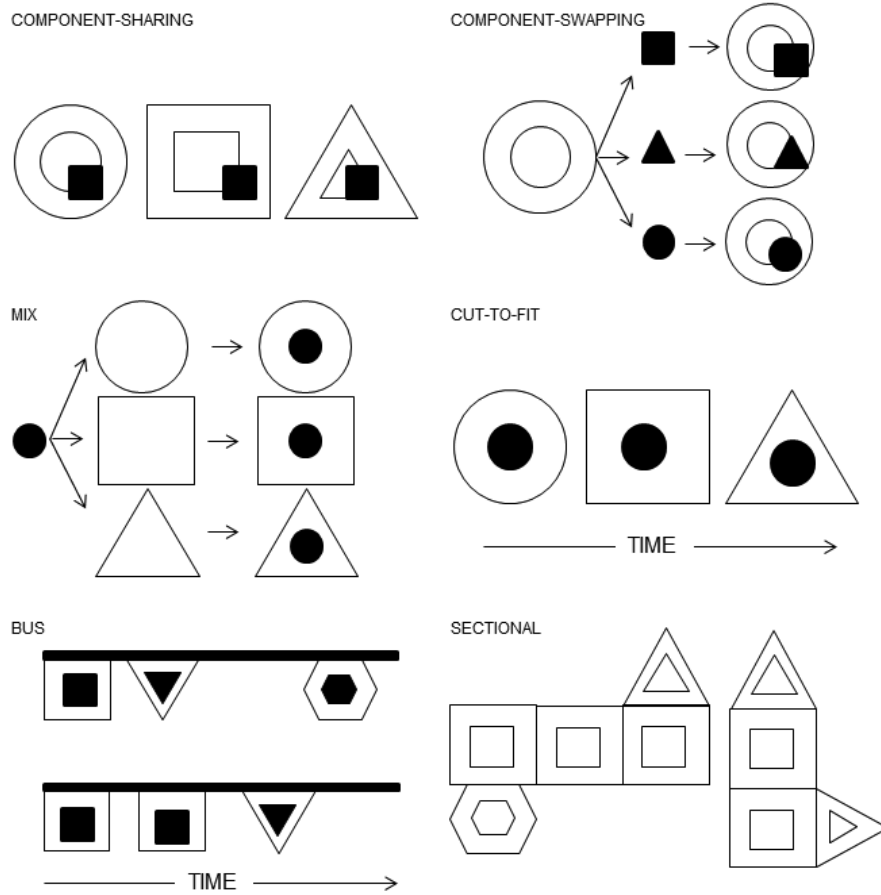 COMPONENT-SHARING
COMPONENT-SWAPPING
MIX
CUT-TO-FIT
TIME
BUS
SECTIONAL
TIME